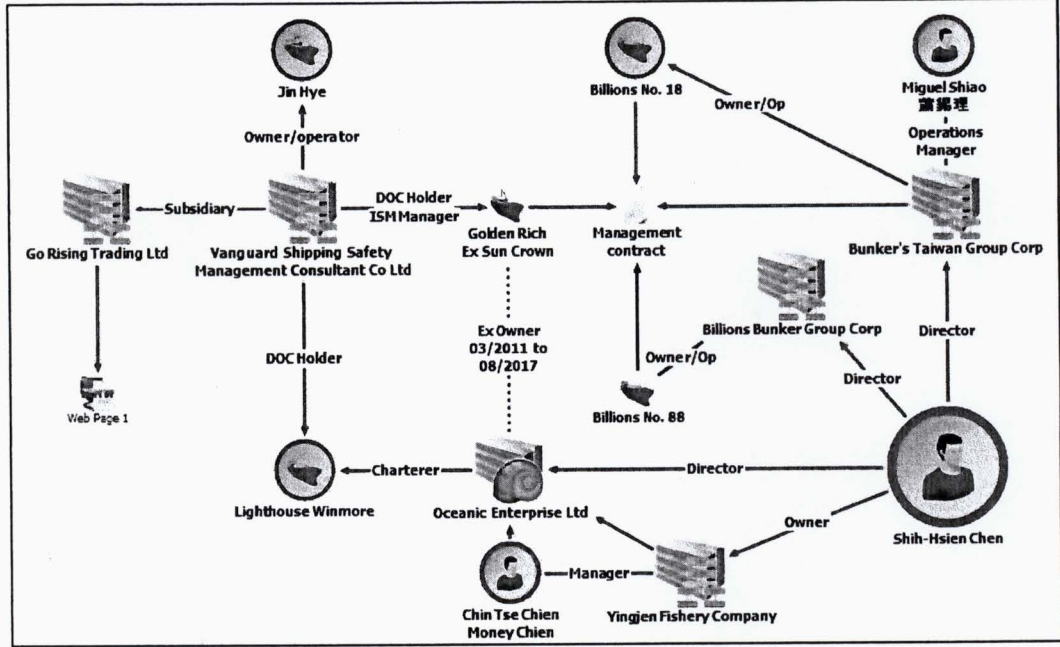 Jin Hye
Billions No. 18
Miguel Shiao
Owner/Op
Owner/operator
Operations
Manager
Subsidiary
DOC Holder
ISM Manager
Go Rising Trading Ltd
Vanguard Shipping Safety
Management Consultant Co Ltd
Golden Rich
Ex Sun Crown
Management
contract
Bunker's Taiwan Group Corp
Ex Owner
03/2011 to
08/2017
Billions Bunker Group Corp
Director
DOC Holder
Owner/Op
Director
Web Page 1
Billions No. 88
Charterer
Director
Lighthouse Winmore
Oceanic Enterprise Ltd
Owner
Shih-Hsien Chen
Manager
Chin Tse Chien
Money Chien
Yingjen Fishery Company